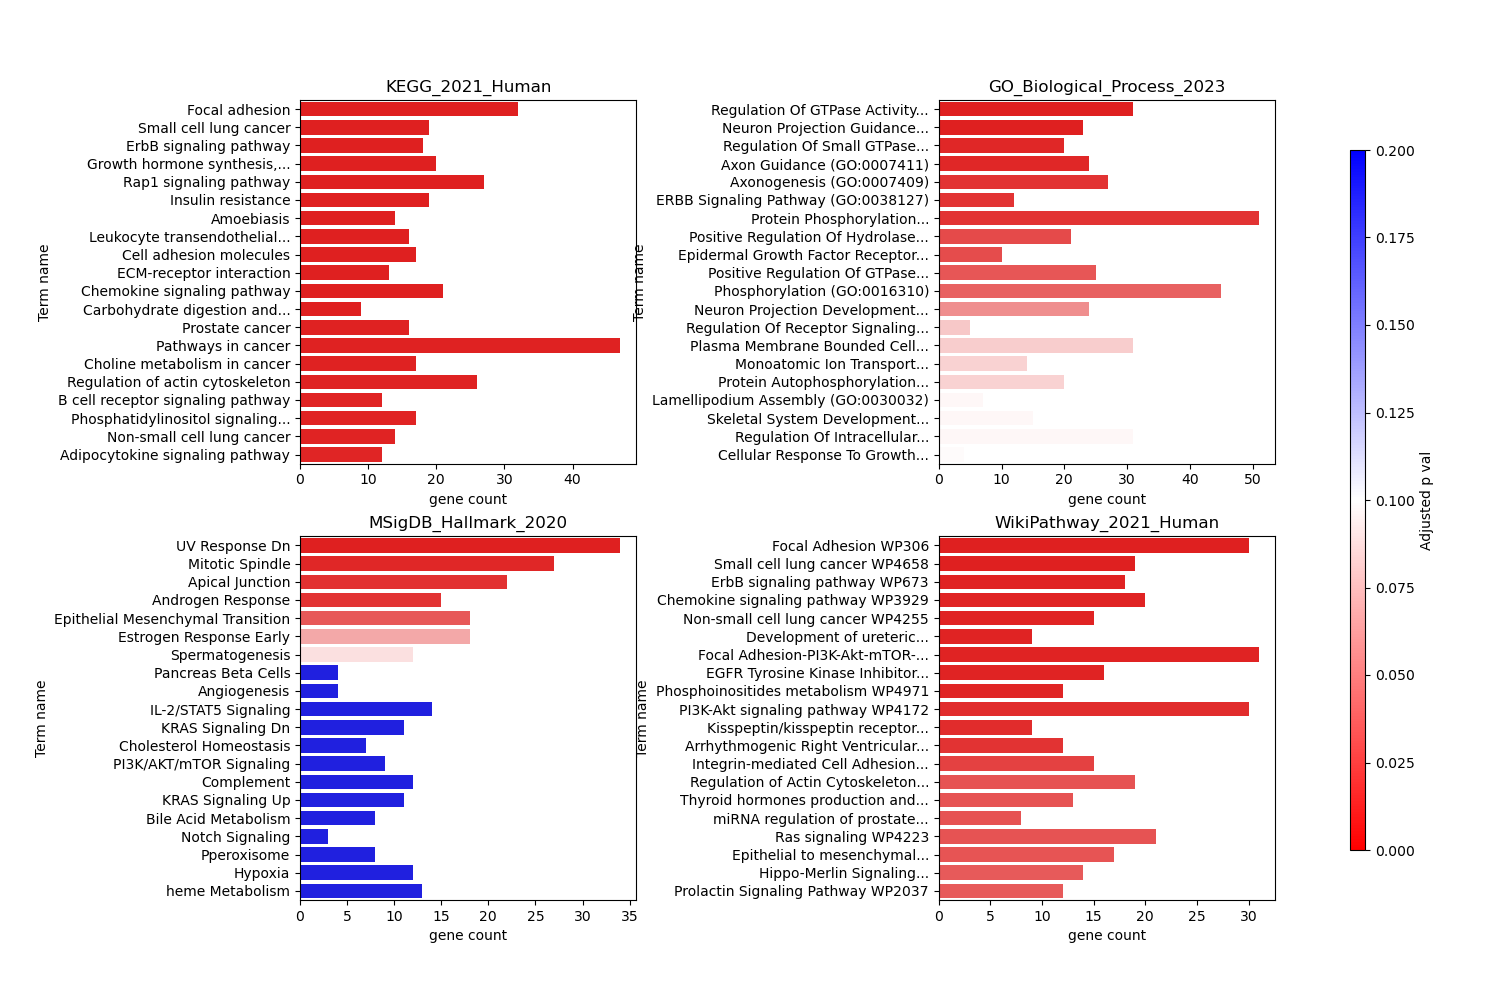 KEGG_2021_Human
Focal adhesion
Small cell lung cancer
ErbB signaling pathway
Growth hormone synthesis,...
Rap1 signaling pathway
Insulin resistance
Amoebiasis
Leukocyte transendothelial...
Cell adhesion molecules
ECM-receptor interaction
Chemokine signaling pathway
Carbohydrate digestion and...
Prostate cancer
Pathways in cancer
Choline metabolism in cancer
Regulation of actin cytoskeleton
B cell receptor signaling pathway
Phosphatidylinositol signaling...
Non-small cell lung cancer
Adipocytokine signaling pathway
Term name
0 10 20 30 40
gene count
GO_Biological_Process_2023
Regulation Of GTPase Activity...
Neuron Projection Guidance...
Regulation Of Small GTPase...
Axon Guidance (GO:0007411)
Axonogenesis (GO:0007409)
ERBB Signaling Pathway (GO:0038127)
Protein Phosphorylation...
Positive Regulation Of Hydrolase...
Epidermal Growth Factor Receptor...
Positive Regulation Of GTPase...
Phosphorylation (GO:0016310)
Neuron Projection Development...
Regulation Of Receptor Signaling...
Plasma Membrane Bounded Cell...
Monoatomic Ion Transport...
Protein Autophosphorylation...
Lamellipodium Assembly (GO:0030032)
Skeletal System Development...
Regulation Of Intracellular...
Cellular Response To Growth...
Term name
0 10 20 30 40 50
gene count
MSigDB_Hallmark_2020
UV Response Dn
Mitotic Spindle
Apical Junction
Androgen Response
Epithelial Mesenchymal Transition
Estrogen Response Early
Spermatogenesis
Pancreas Beta Cells
Angiogenesis
IL-2/STAT5 Signaling
KRAS Signaling Dn
Cholesterol Homeostasis
PI3K/AKT/mTOR Signaling
Complement
KRAS Signaling Up
Bile Acid Metabolism
Notch Signaling
Pperoxisome
Hypoxia
heme Metabolism
Term name
0 5 10 15 20 25 30 35
gene count
WikiPathway_2021_Human
Focal Adhesion WP306
Small cell lung cancer WP4658
ErbB signaling pathway WP673
Chemokine signaling pathway WP3929
Non-small cell lung cancer WP4255
Development of ureteric...
Focal Adhesion-PI3K-Akt-mTOR-...
EGFR Tyrosine Kinase Inhibitor...
Phosphoinositides metabolism WP4971
PI3K-Akt signaling pathway WP4172
Kisspeptin/kisspeptin receptor...
Arrhythmogenic Right Ventricular...
Integrin-mediated Cell Adhesion...
Regulation of Actin Cytoskeleton...
Thyroid hormones production and...
miRNA regulation of prostate...
Ras signaling WP4223
Epithelial to mesenchymal...
Hippo-Merlin Signaling...
Prolactin Signaling Pathway WP2037
Term name
0 5 10 15 20 25 30
gene count
0.200
0.175
0.150
0.125
0.100
0.075
0.050
0.025
0.000
Adjusted p val